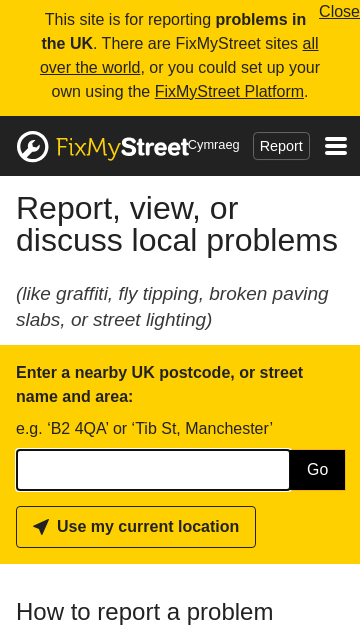 This site is for reporting problems in
the UK. There are FixMyStreet sites all
over the world, or you could set up your
own using the FixMyStreet Platform.
Close
FixMyStreet
Cymraeg
Report
Report, view, or
discuss local problems
(like graffiti, fly tipping, broken paving
slabs, or street lighting)
Enter a nearby UK postcode, or street
name and area:
e.g. ‘B2 4QA’ or ‘Tib St, Manchester’
Go
Use my current location
How to report a problem